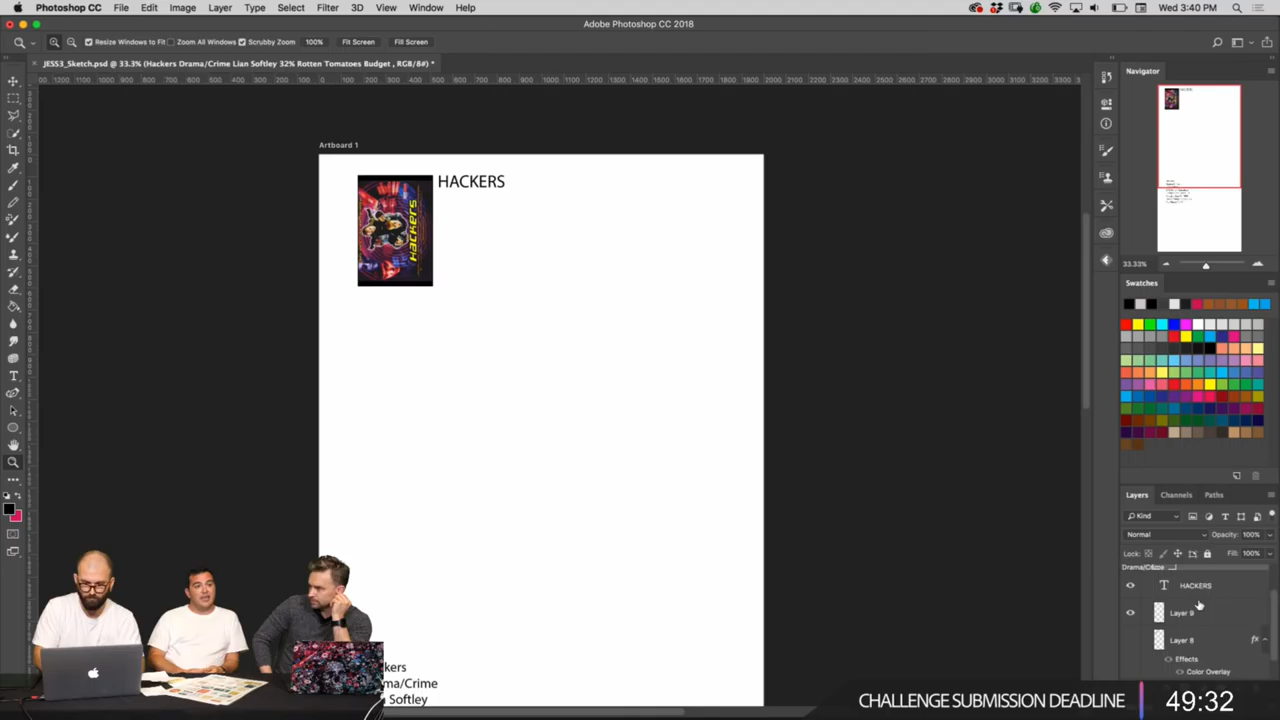 Photoshop CC File Edit Image Layer Type Select Filter 3D View Window Help
Wed 3:40 PM
Adobe Photoshop CC 2018
Resize Windows to Fit Zoom All Windows Scrubby Zoom 100% Fit Screen Fill Screen
JESS3_Sketch.psd @ 33.3% (Hackers Drama/Crime Lian Softley 32% Rotten Tomatoes Budget , RGB/8#) *
Artboard 1
HACKERS
hackers
kers
ma/Crime
Softley
Navigator
33.33%
Swatches
Layers Channels Paths
Kind
Normal Opacity: 100%
Lock: Fill: 100%
Drama/Crime
HACKERS
Layer 9
Layer 8 fx
Effects
Color Overlay
CHALLENGE SUBMISSION DEADLINE 49:32